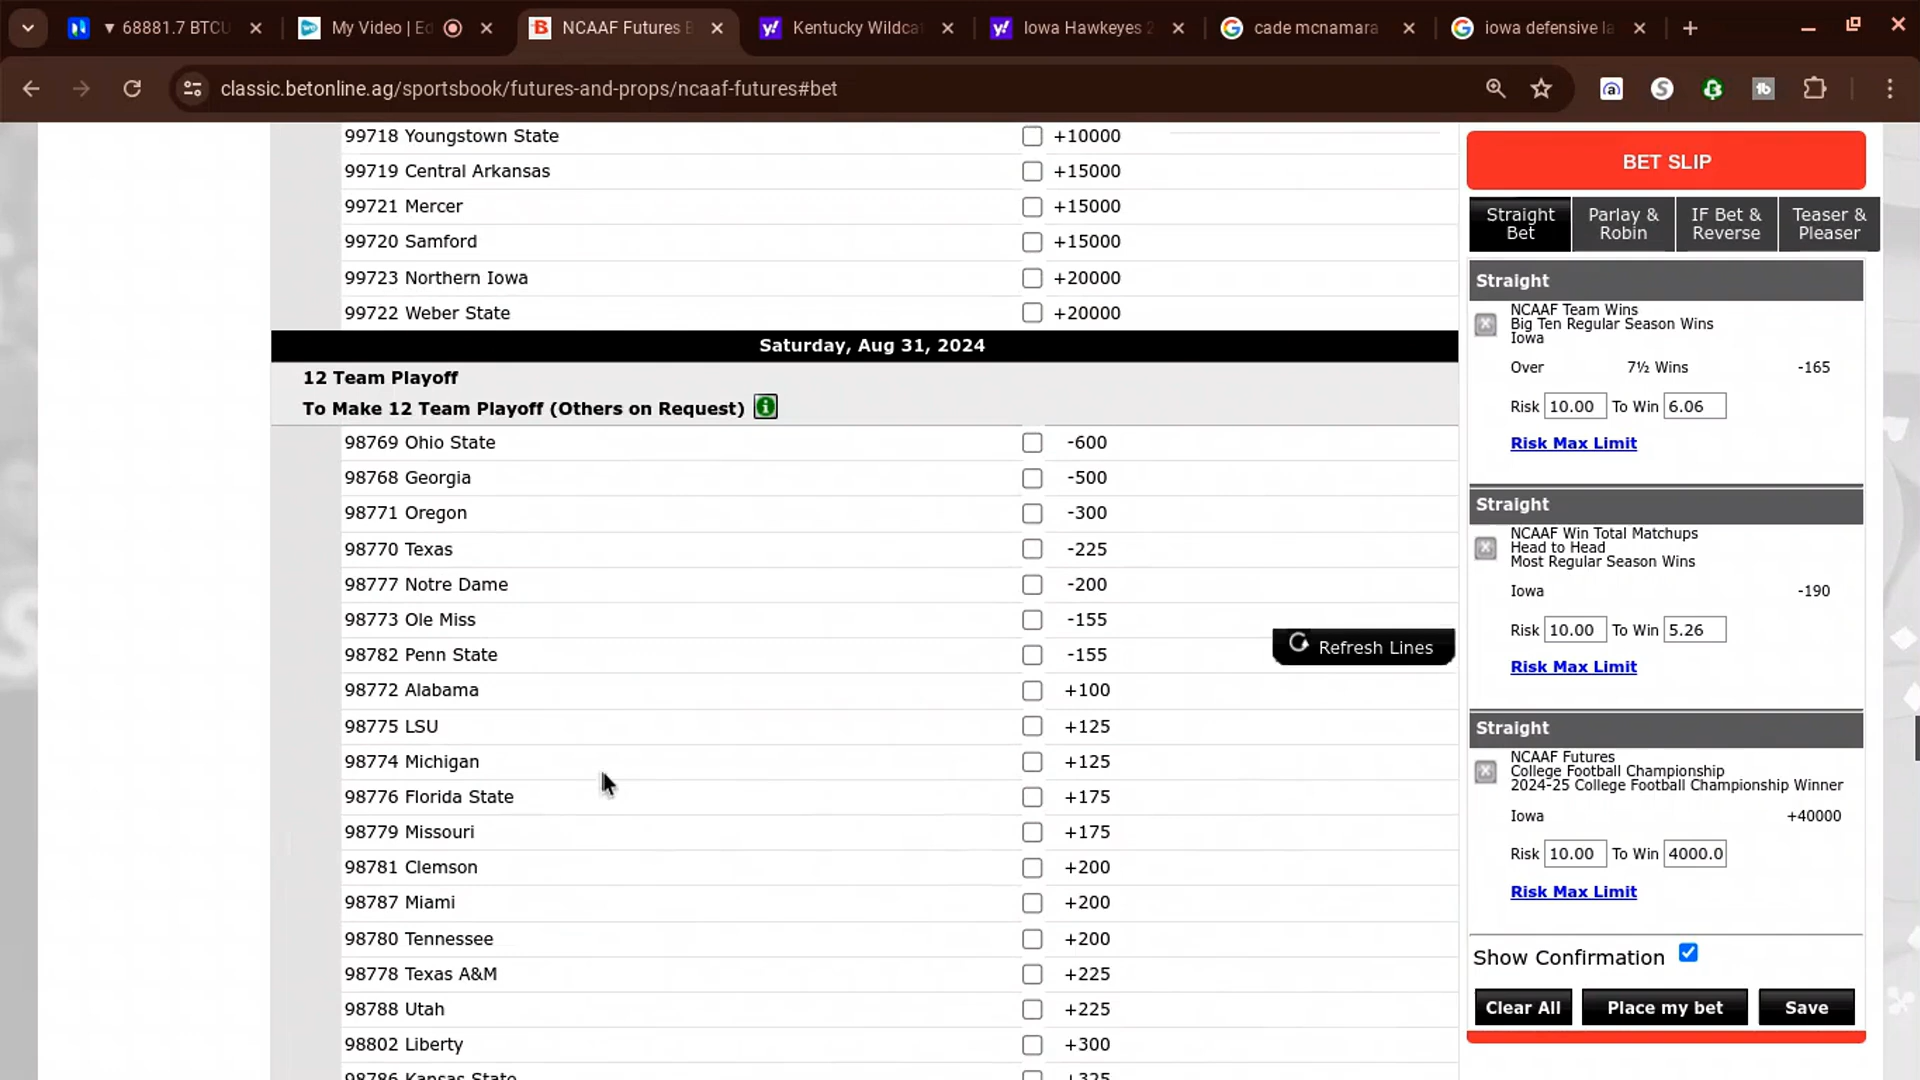 ▼ 68881.7 BTCU
My Video | Ed
NCAAF Futures B
Kentucky Wildcat
Iowa Hawkeyes 2
cade mcnamara
iowa defensive la
classic.betonline.ag/sportsbook/futures-and-props/ncaaf-futures#bet
99718 Youngstown State +10000
99719 Central Arkansas +15000
99721 Mercer +15000
99720 Samford +15000
99723 Northern Iowa +20000
99722 Weber State +20000
Saturday, Aug 31, 2024
12 Team Playoff
To Make 12 Team Playoff (Others on Request)
98769 Ohio State -600
98768 Georgia -500
98771 Oregon -300
98770 Texas -225
98777 Notre Dame -200
98773 Ole Miss -155
98782 Penn State -155
98772 Alabama +100
98775 LSU +125
98774 Michigan +125
98776 Florida State +175
98779 Missouri +175
98781 Clemson +200
98787 Miami +200
98780 Tennessee +200
98778 Texas A&M +225
98788 Utah +225
98802 Liberty +300
98786 Kansas State +325
Refresh Lines
BET SLIP
Straight Bet
Parlay & Robin
IF Bet & Reverse
Teaser & Pleaser
Straight
NCAAF Team Wins
Big Ten Regular Season Wins
Iowa
Over 7½ Wins -165
Risk 10.00 To Win 6.06
Risk Max Limit
Straight
NCAAF Win Total Matchups
Head to Head
Most Regular Season Wins
Iowa -190
Risk 10.00 To Win 5.26
Risk Max Limit
Straight
NCAAF Futures
College Football Championship
2024-25 College Football Championship Winner
Iowa +40000
Risk 10.00 To Win 4000.0
Risk Max Limit
Show Confirmation
Clear All Place my bet Save